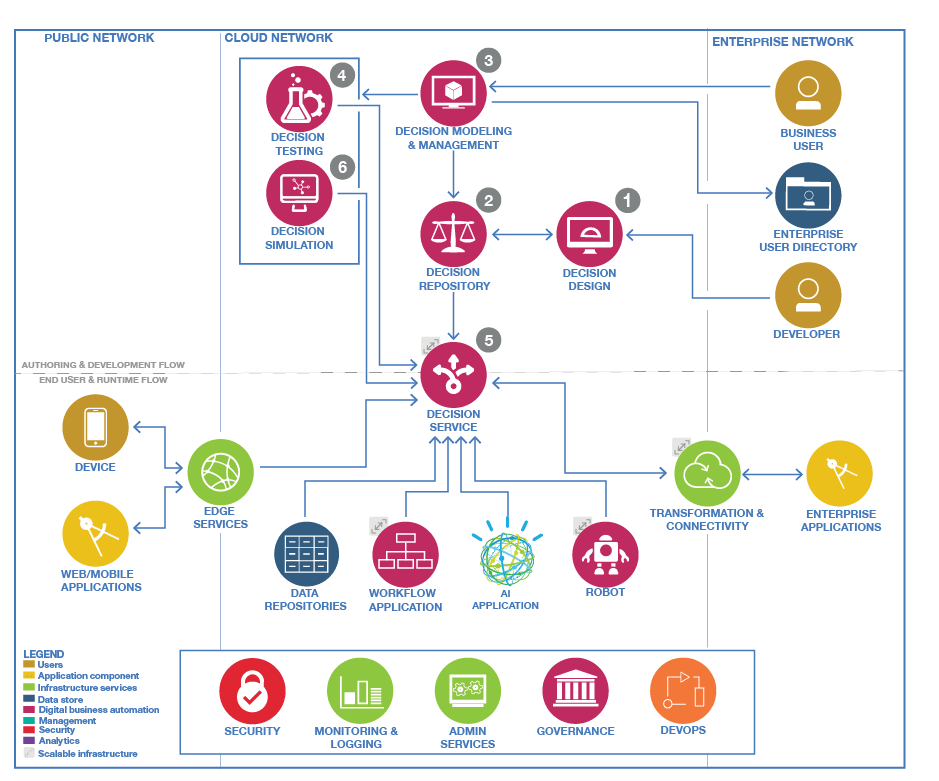 PUBLIC NETWORK
CLOUD NETWORK
ENTERPRISE NETWORK
4
DECISION
TESTING
6
DECISION
SIMULATION
3
DECISION MODELING
& MANAGEMENT
2
DECISION
REPOSITORY
1
DECISION
DESIGN
BUSINESS
USER
ENTERPRISE
USER DIRECTORY
DEVELOPER
5
DECISION
SERVICE
AUTHORING & DEVELOPMENT FLOW
END USER & RUNTIME FLOW
DEVICE
WEB/MOBILE
APPLICATIONS
EDGE
SERVICES
DATA
REPOSITORIES
WORKFLOW
APPLICATION
AI
APPLICATION
ROBOT
TRANSFORMATION &
CONNECTIVITY
ENTERPRISE
APPLICATIONS
LEGEND
Users
Application component
Infrastructure services
Data store
Digital business automation
Management
Security
Analytics
Scalable infrastructure
SECURITY
MONITORING &
LOGGING
ADMIN
SERVICES
GOVERNANCE
DEVOPS